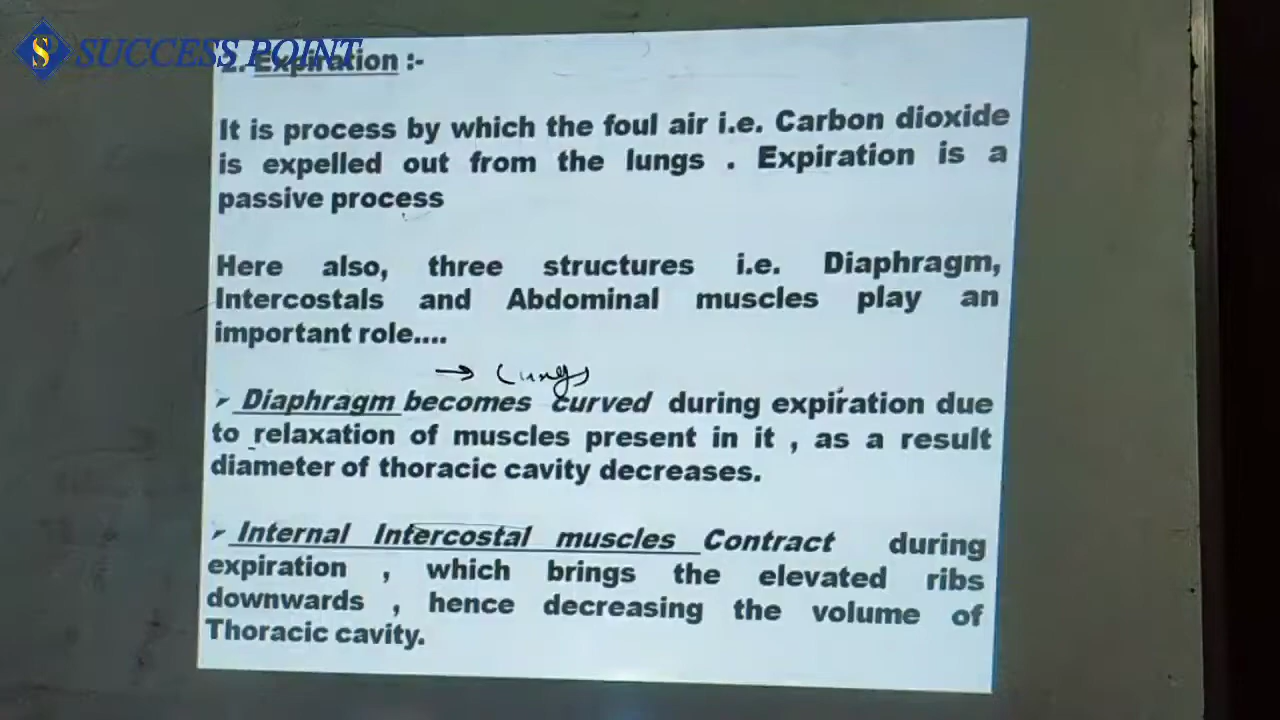 SUCCESS POINT
2. Expiration :-
It is process by which the foul air i.e. Carbon dioxide
is expelled out from the lungs . Expiration is a
passive process
Here also, three structures i.e. Diaphragm,
Intercostals and Abdominal muscles play an
important role....
→ Lungs
➢ Diaphragm becomes curved during expiration due
to relaxation of muscles present in it , as a result
diameter of thoracic cavity decreases.
➢ Internal Intercostal muscles Contract during
expiration , which brings the elevated ribs
downwards , hence decreasing the volume of
Thoracic cavity.